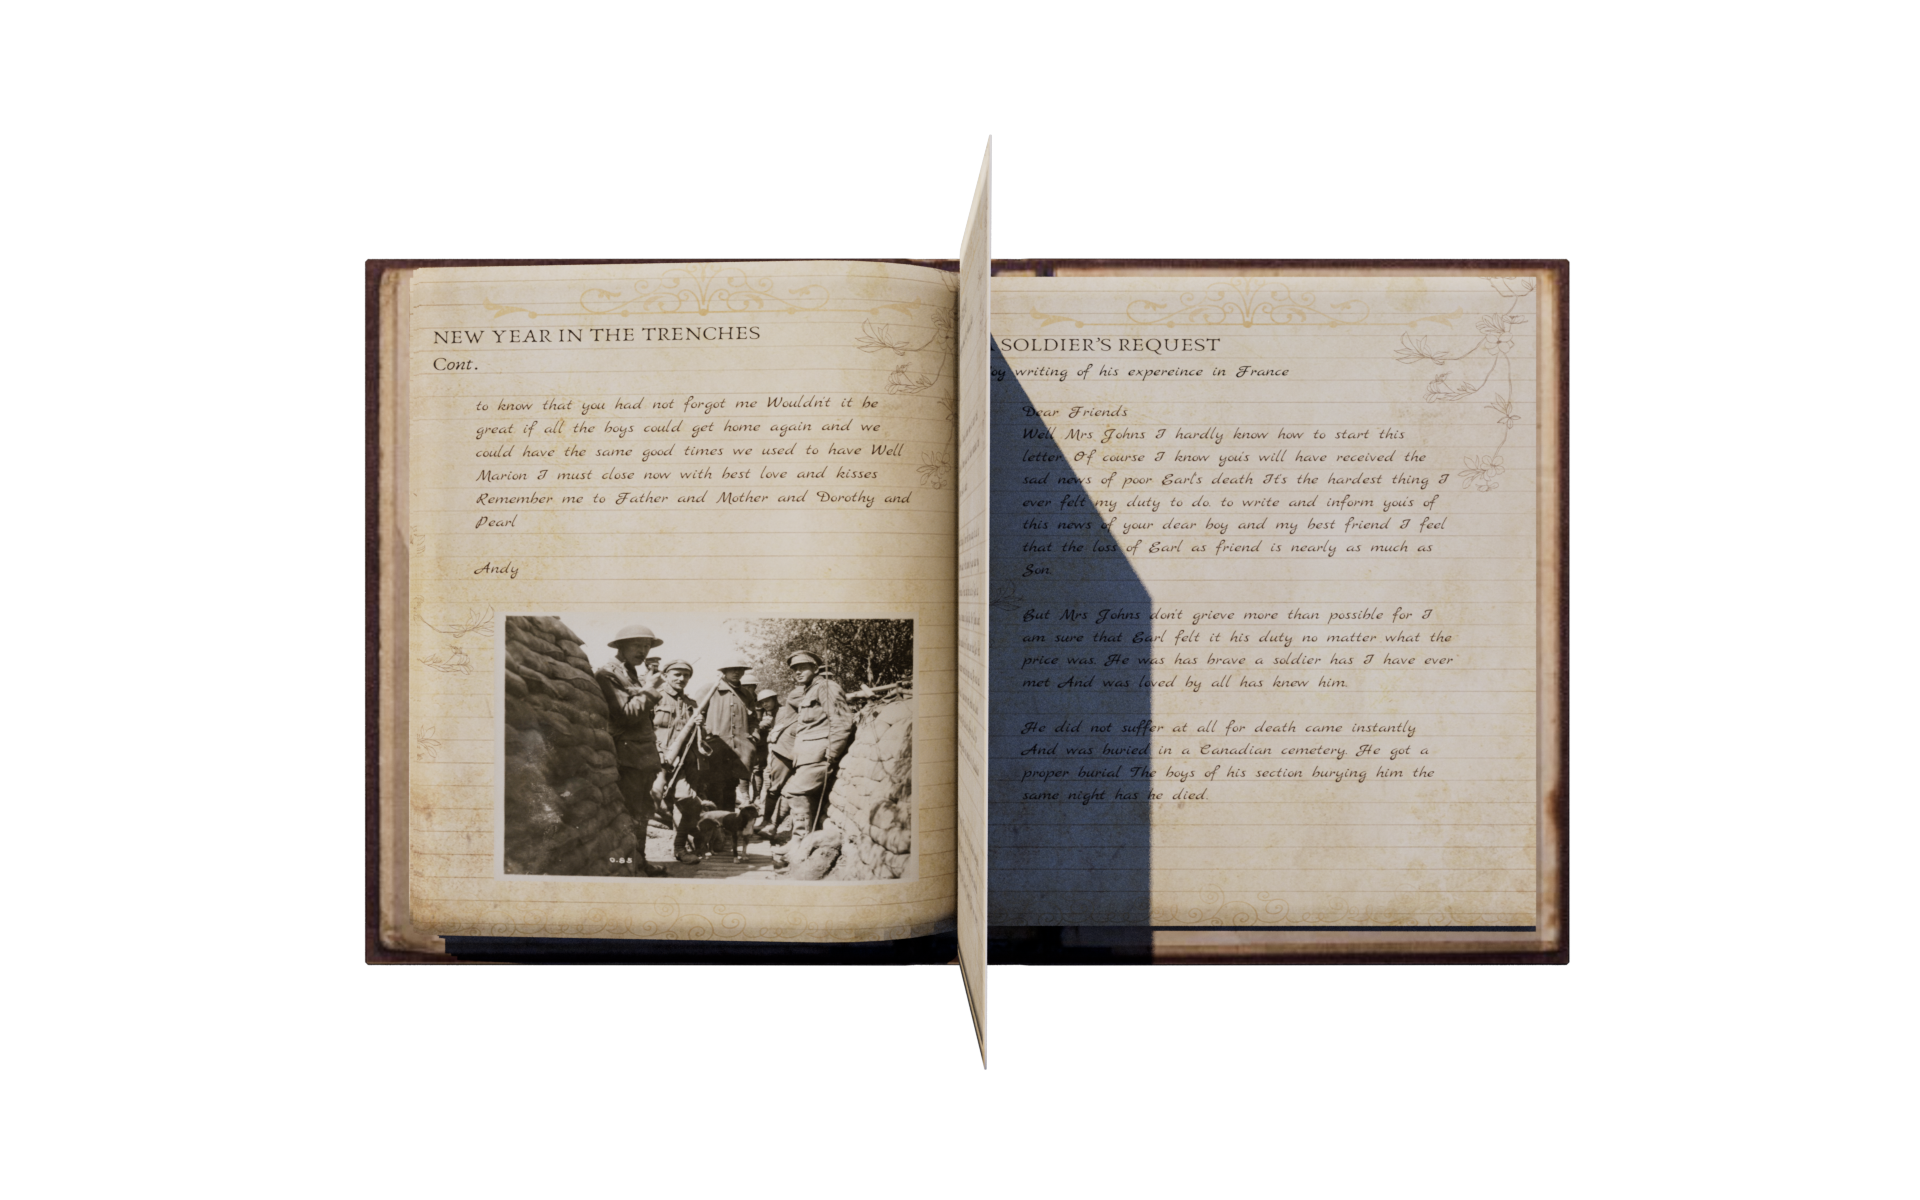 NEW YEAR IN THE TRENCHES
Cont.
to know that you had not forgot me Wouldn't it be
great if all the boys could get home again and we
could have the same good times we used to have Well
Marion I must close now with best love and kisses
Remember me to Father and Mother and Dorothy and
Pearl
Andy
SOLDIER'S REQUEST
writing of his expereince in France
Dear Friends
Well Mrs Johns I hardly know how to start this
letter. Of course I know you's will have received the
sad news of poor Earl's death It's the hardest thing I
ever felt my duty to do. to write and inform you's of
this news of your dear boy and my best friend I feel
that the loss of Earl as friend is nearly as much as
Son.
But Mrs Johns don't grieve more than possible for I
am sure that Earl felt it his duty no matter what the
price was. He was has brave a soldier has I have ever
met And was loved by all has knew him.
He did not suffer at all for death came instantly
And was buried in a Canadian cemetery. He got a
proper burial The boys of his section burying him the
same night has he died.